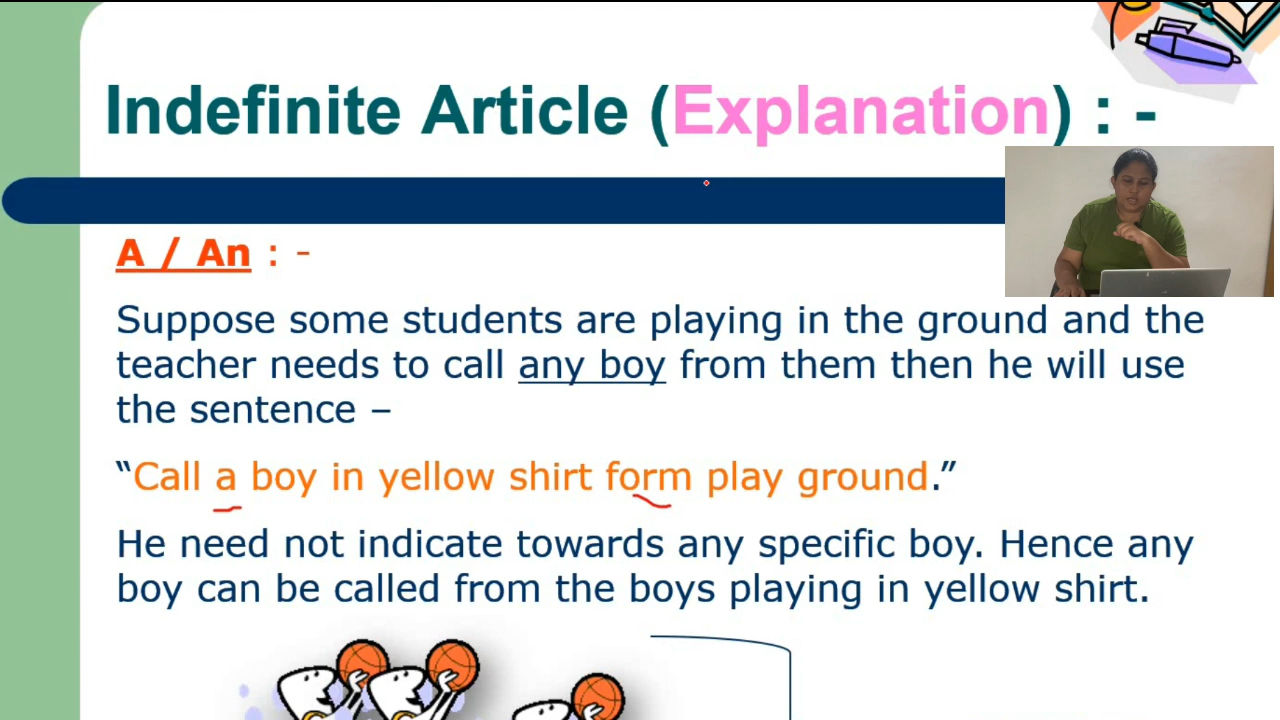 Indefinite Article (Explanation) : -
A / An : -
Suppose some students are playing in the ground and the
teacher needs to call any boy from them then he will use
the sentence –
“Call a boy in yellow shirt form play ground.”
He need not indicate towards any specific boy. Hence any
boy can be called from the boys playing in yellow shirt.